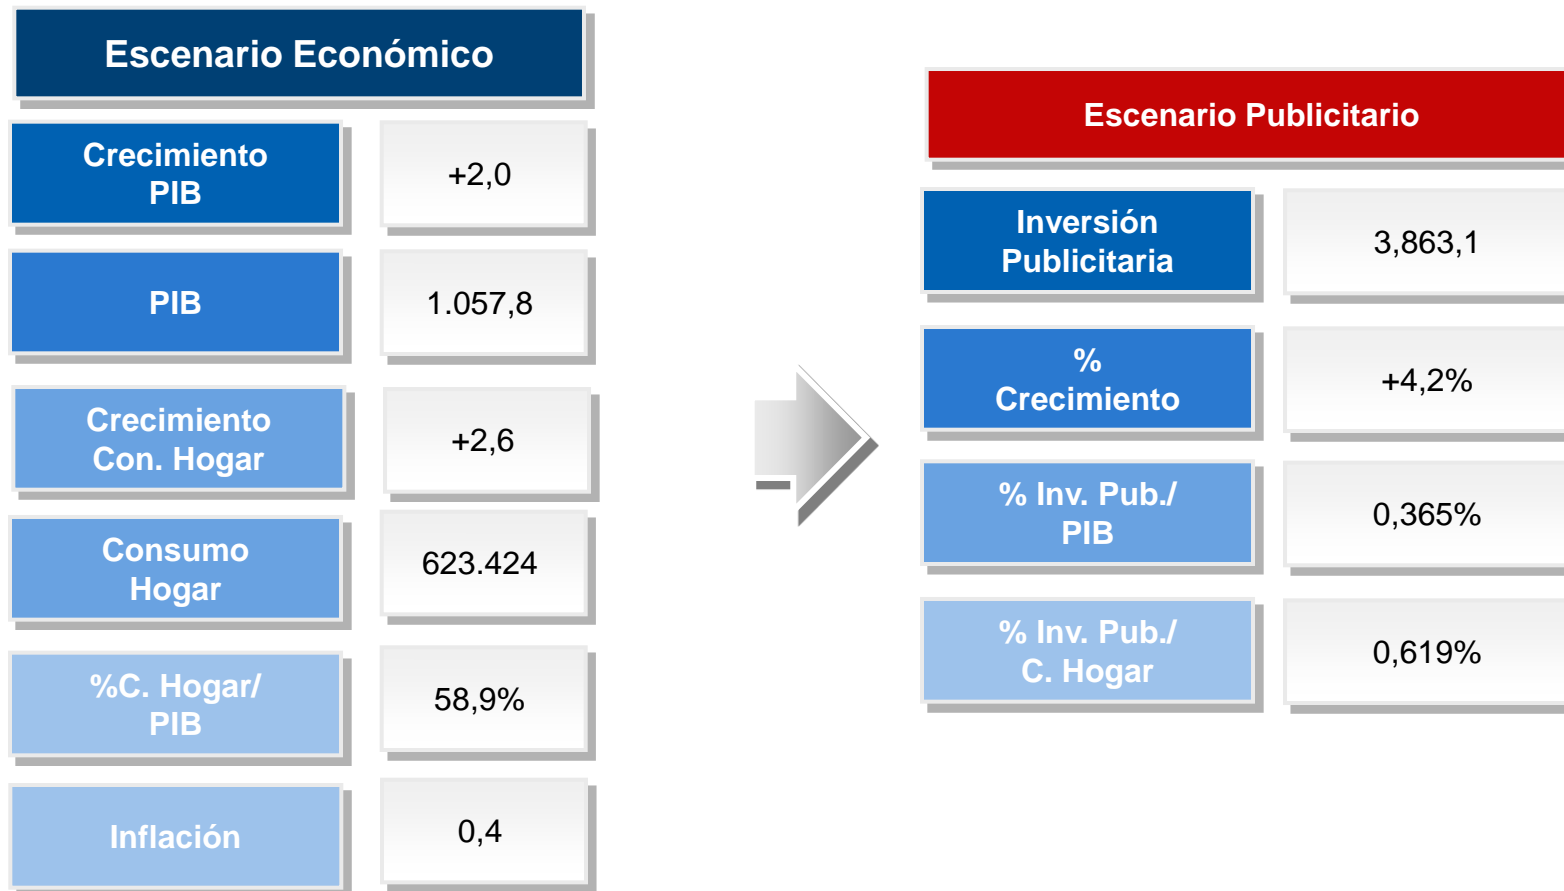 Escenario Económico
Crecimiento
PIB
+2,0
PIB
1.057,8
Crecimiento
Con. Hogar
+2,6
Consumo
Hogar
623.424
%C. Hogar/
PIB
58,9%
Inflación
0,4
Escenario Publicitario
Inversión
Publicitaria
3,863,1
%
Crecimiento
+4,2%
% Inv. Pub./
PIB
0,365%
% Inv. Pub./
C. Hogar
0,619%